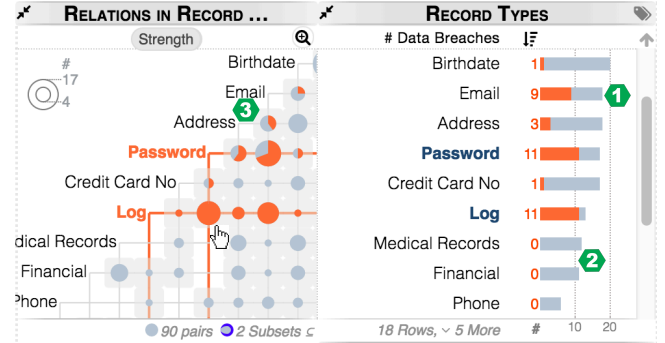 RELATIONS IN RECORD ...
Strength
#
17
4
Birthdate
Email
3
Address
Password
Credit Card No
Log
dical Records
Financial
Phone
90 pairs 2 Subsets ⊂
RECORD TYPES
# Data Breaches
Birthdate 1
Email 9
1
Address 3
Password 11
Credit Card No 1
Log 11
Medical Records 0
2
Financial 0
Phone 0
18 Rows, 5 More # 10 20